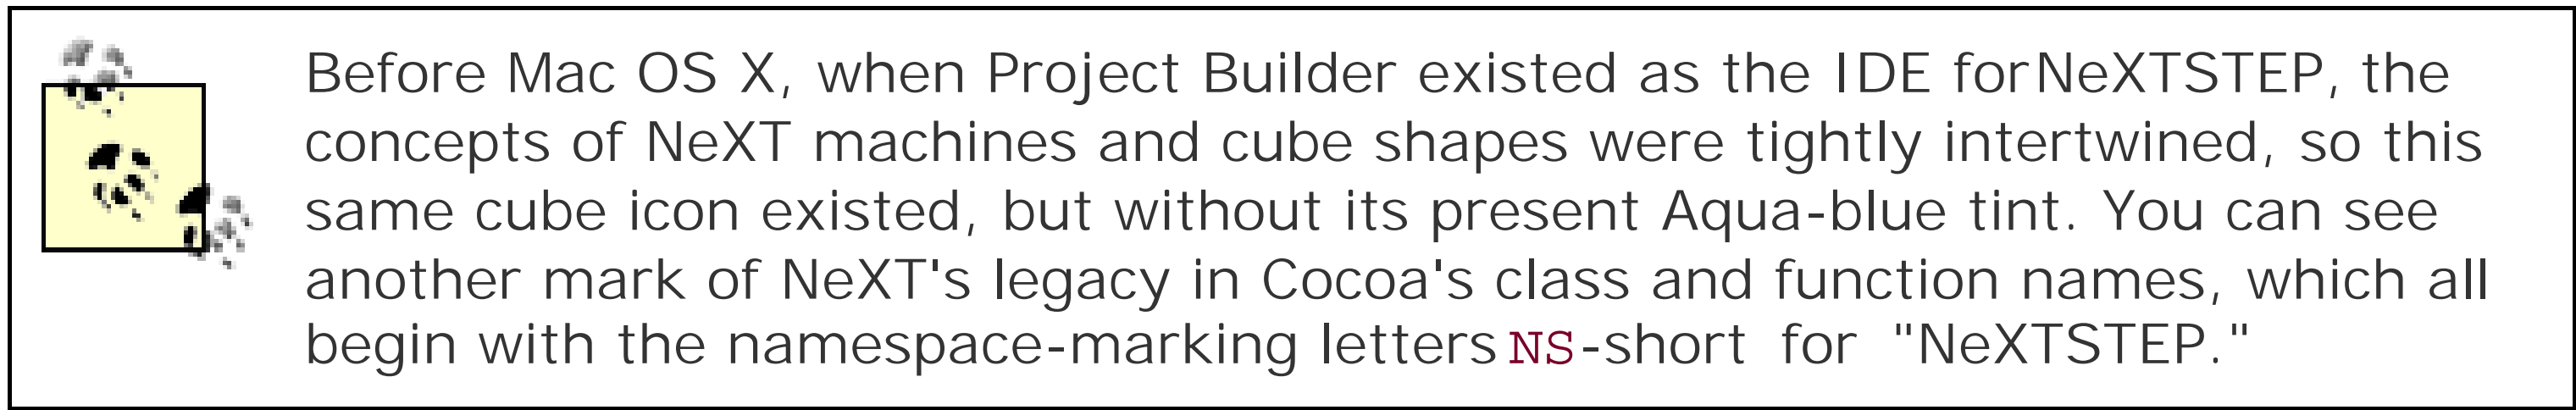 Before Mac OS X, when Project Builder existed as the IDE forNeXTSTEP, the
concepts of NeXT machines and cube shapes were tightly intertwined, so this
same cube icon existed, but without its present Aqua-blue tint. You can see
another mark of NeXT's legacy in Cocoa's class and function names, which all
begin with the namespace-marking letters NS-short for "NeXTSTEP."